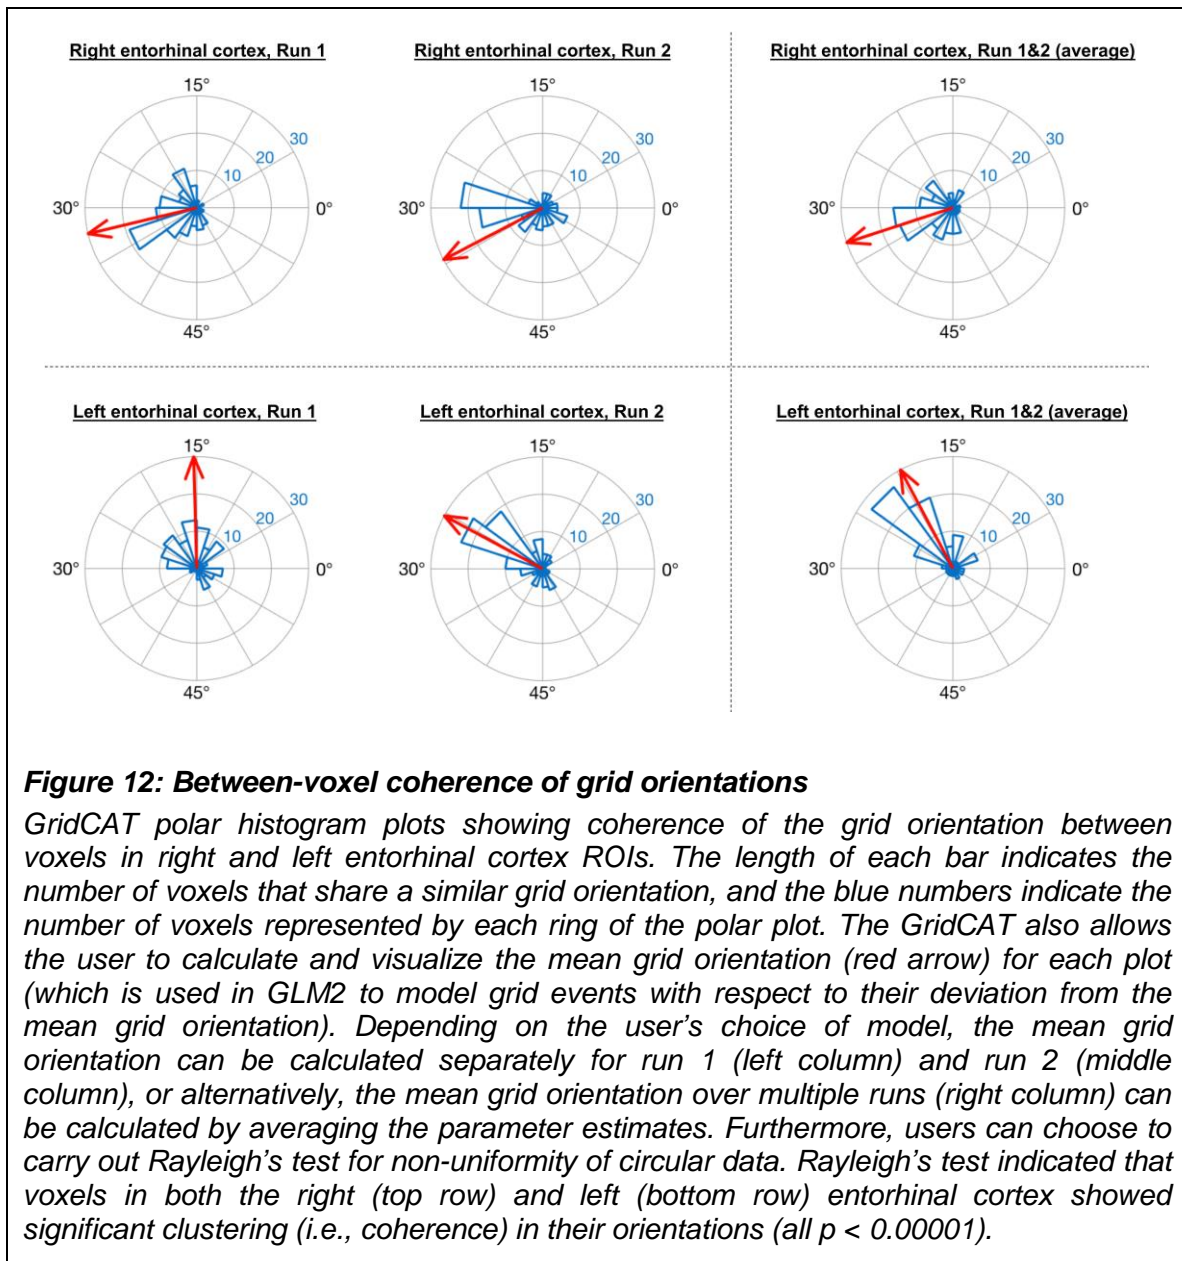 Right entorhinal cortex, Run 1
Right entorhinal cortex, Run 2
Right entorhinal cortex, Run 1&2 (average)
15°
15°
15°
30
20
10
30
20
10
30
20
10
30°
0°
30°
0°
30°
0°
45°
45°
45°
Left entorhinal cortex, Run 1
Left entorhinal cortex, Run 2
Left entorhinal cortex, Run 1&2 (average)
15°
15°
15°
30
20
10
30
20
10
30
20
10
30°
0°
30°
0°
30°
0°
45°
45°
45°
Figure 12: Between-voxel coherence of grid orientations
GridCAT polar histogram plots showing coherence of the grid orientation between
voxels in right and left entorhinal cortex ROIs. The length of each bar indicates the
number of voxels that share a similar grid orientation, and the blue numbers indicate the
number of voxels represented by each ring of the polar plot. The GridCAT also allows
the user to calculate and visualize the mean grid orientation (red arrow) for each plot
(which is used in GLM2 to model grid events with respect to their deviation from the
mean grid orientation). Depending on the user's choice of model, the mean grid
orientation can be calculated separately for run 1 (left column) and run 2 (middle
column), or alternatively, the mean grid orientation over multiple runs (right column) can
be calculated by averaging the parameter estimates. Furthermore, users can choose to
carry out Rayleigh's test for non-uniformity of circular data. Rayleigh's test indicated that
voxels in both the right (top row) and left (bottom row) entorhinal cortex showed
significant clustering (i.e., coherence) in their orientations (all p < 0.00001).